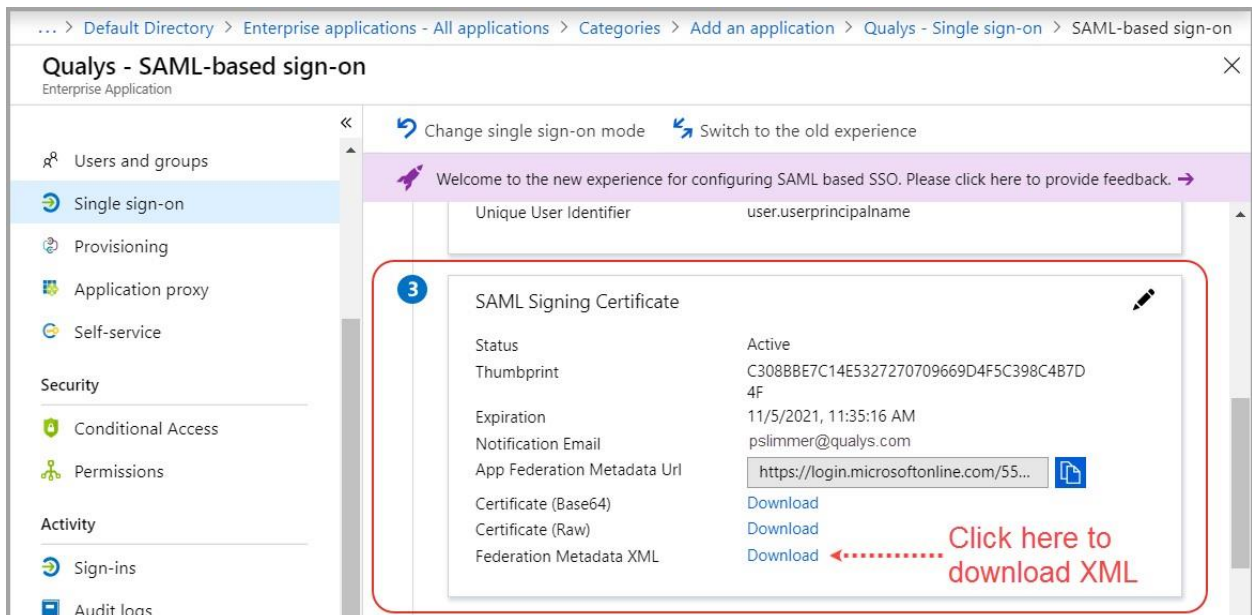 ... > Default Directory > Enterprise applications - All applications > Categories > Add an application > Qualys - Single sign-on > SAML-based sign-on
Qualys - SAML-based sign-on
Enterprise Application
«
Change single sign-on mode
Switch to the old experience
Users and groups
Single sign-on
Provisioning
Application proxy
Self-service
Security
Conditional Access
Permissions
Activity
Sign-ins
Audit logs
Welcome to the new experience for configuring SAML based SSO. Please click here to provide feedback. →
Unique User Identifier user.userprincipalname
3
SAML Signing Certificate
Status Active
Thumbprint C308BBE7C14E5327270709669D4F5C398C4B7D
4F
Expiration 11/5/2021, 11:35:16 AM
Notification Email pslimmer@qualys.com
App Federation Metadata Url https://login.microsoftonline.com/55...
Certificate (Base64) Download
Certificate (Raw) Download
Federation Metadata XML Download
Click here to
download XML